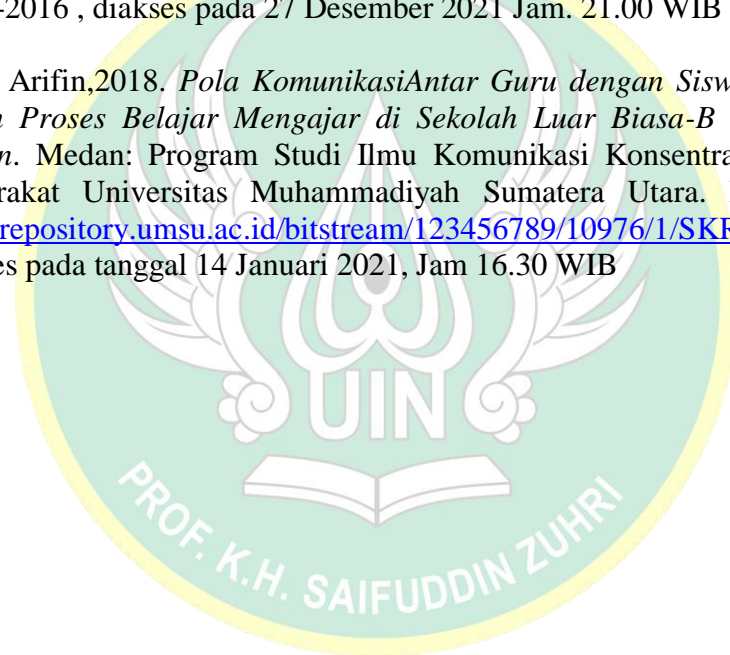 -2016 , diakses pada 27 Desember 2021 Jam. 21.00 WIB
Arifin,2018. Pola KomunikasiAntar Guru dengan Sisw
Proses Belajar Mengajar di Sekolah Luar Biasa-B
n. Medan: Program Studi Ilmu Komunikasi Konsentra
rakat Universitas Muhammadiyah Sumatera Utara.
repository.umsu.ac.id/bitstream/123456789/10976/1/SKR
es pada tanggal 14 Januari 2021, Jam 16.30 WIB
UIN
PROF. K.H. SAIFUDDIN ZUHRI